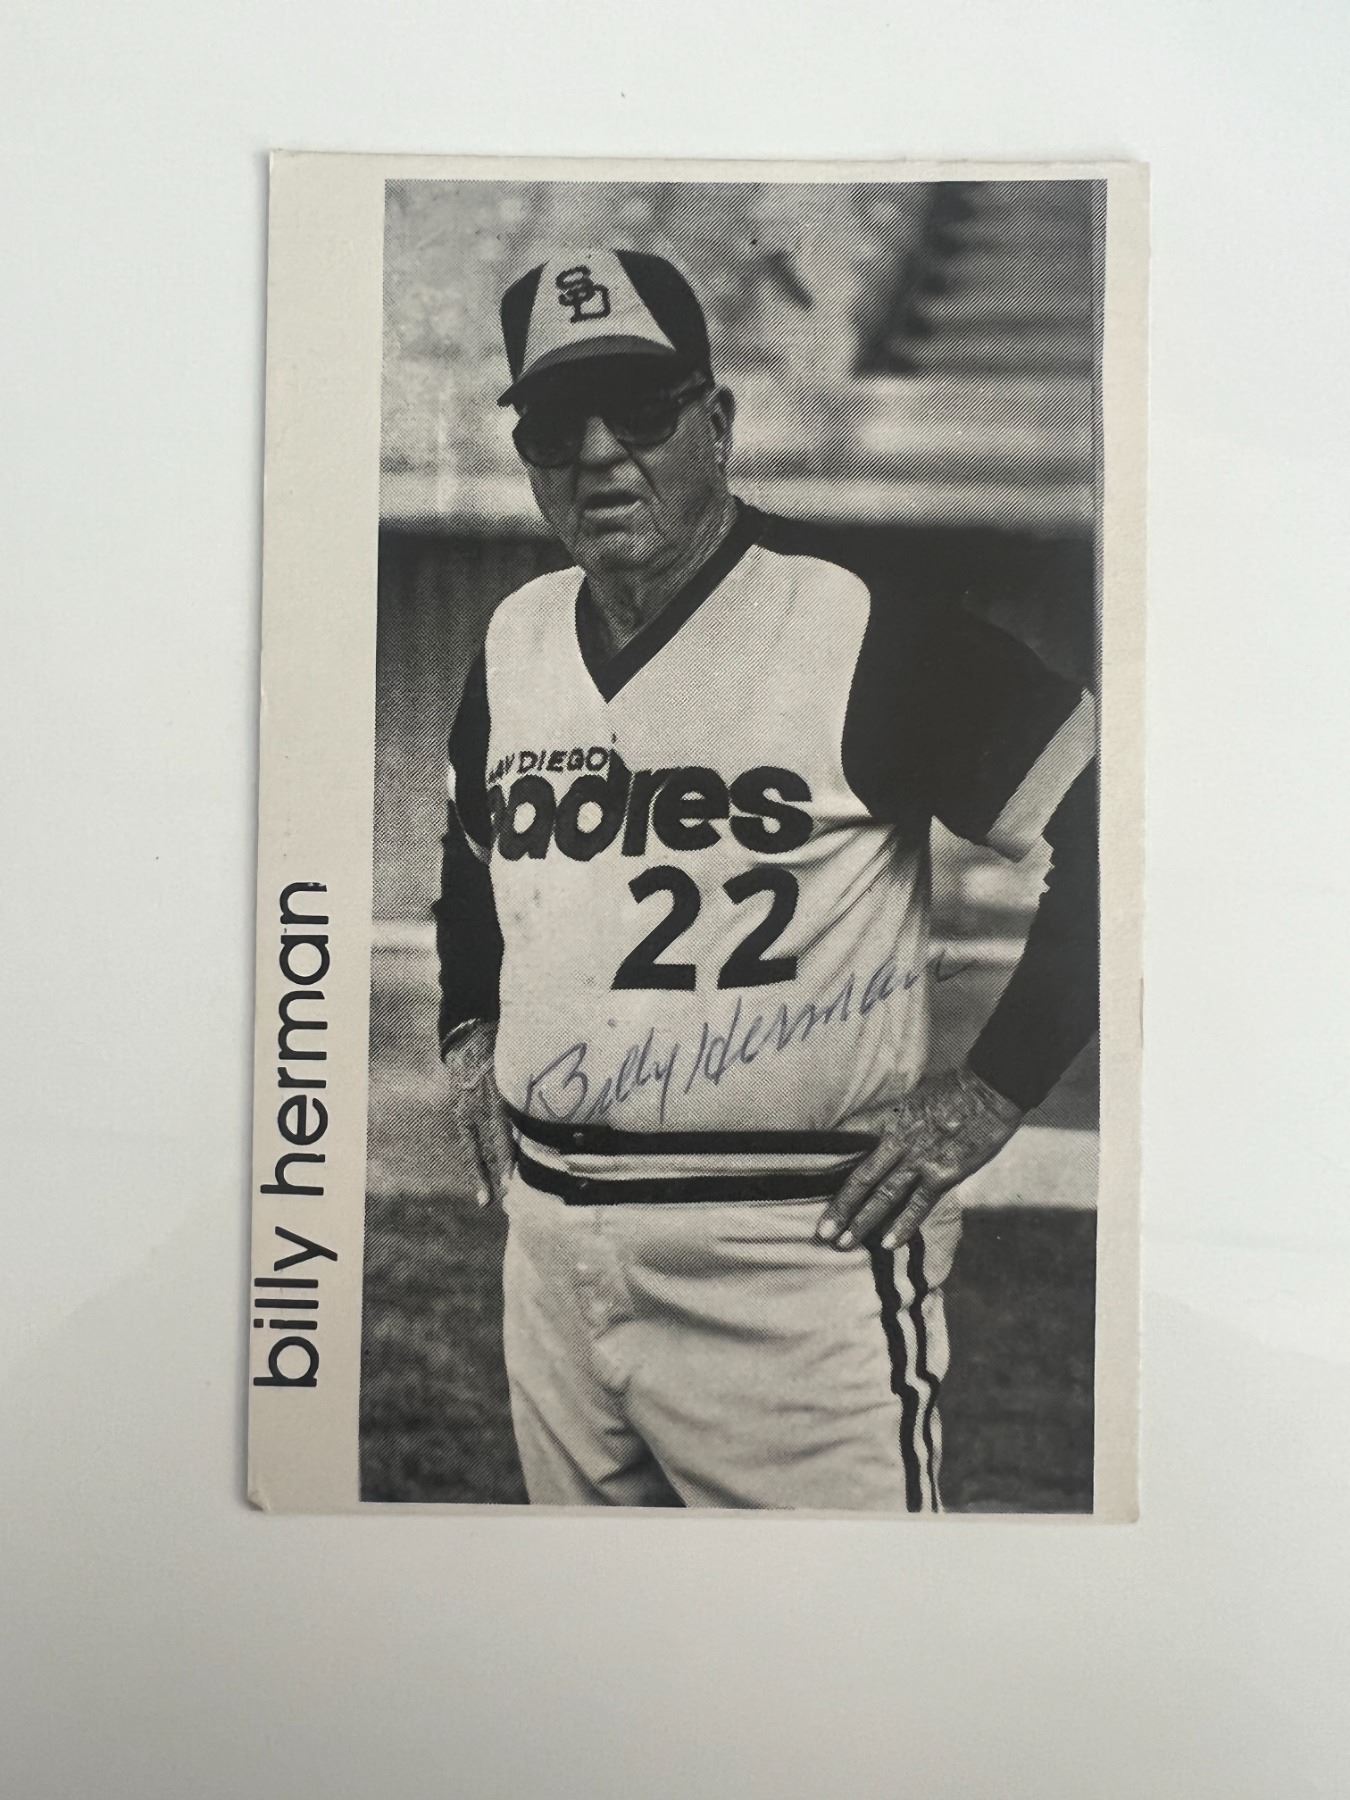 SD
SAN DIEGO
padres
22
Billy Herman
billy herman